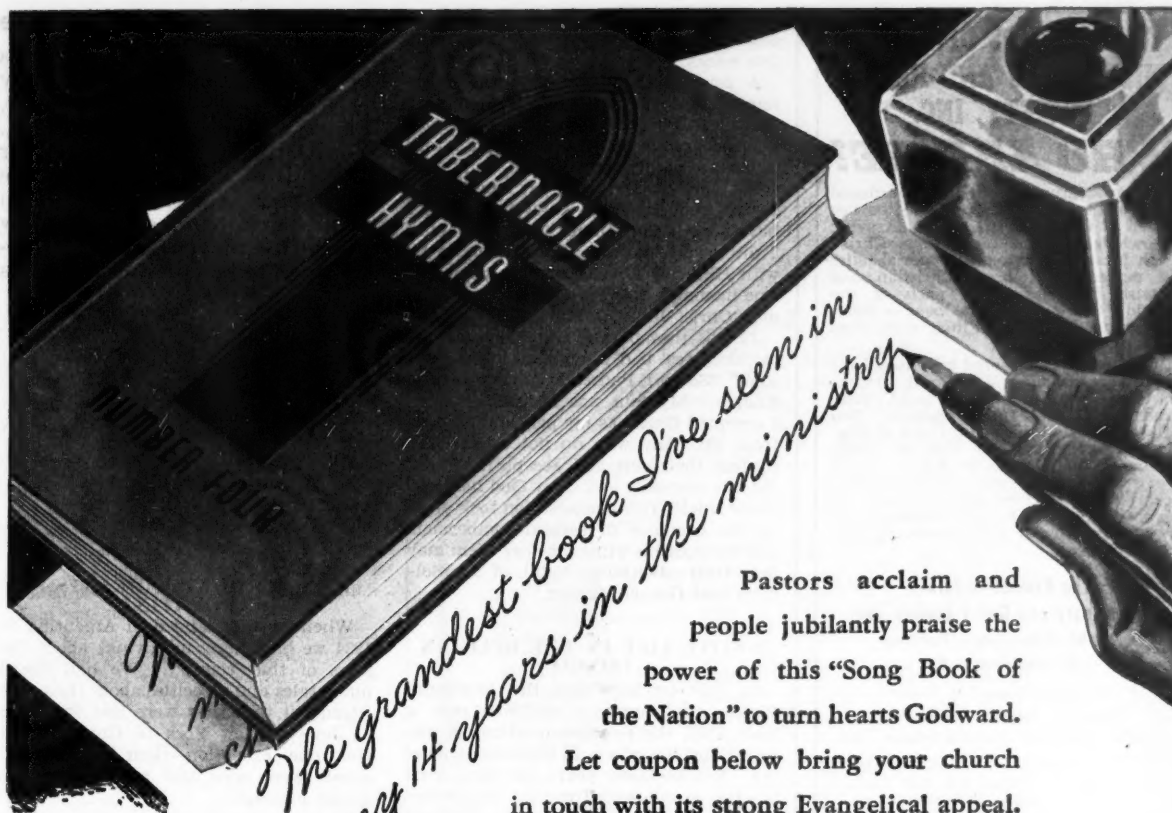 TABERNACLE
HYMNS
NUMBER FOUR
The grandest book I've seen in
my 14 years in the ministry
Pastors acclaim and
people jubilantly praise the
power of this "Song Book of
the Nation" to turn hearts Godward.
Let coupon below bring your church
in touch with its strong Evangelical appeal.